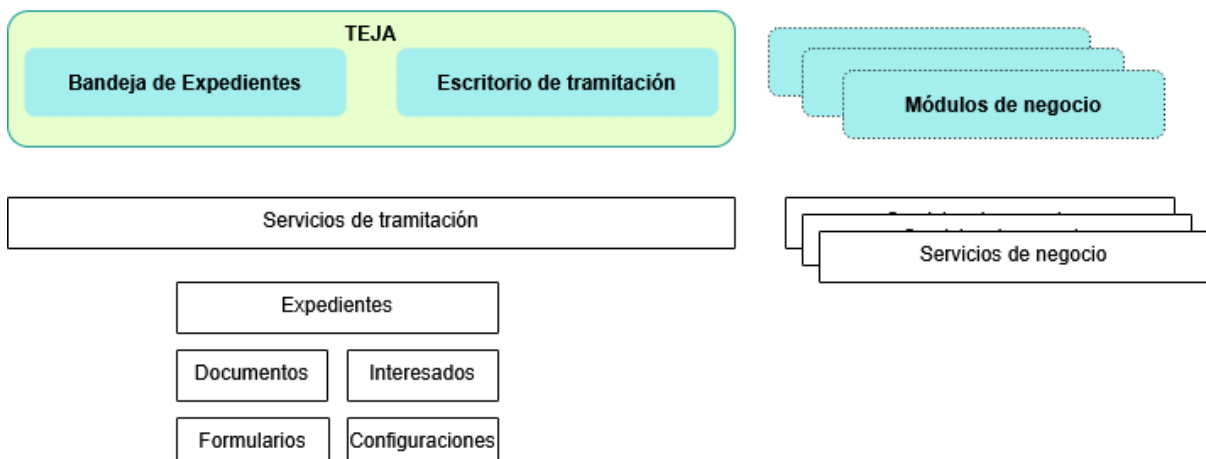 TEJA
Bandeja de Expedientes
Escritorio de tramitación
Módulos de negocio
Servicios de tramitación
Servicios de negocio
Expedientes
Documentos
Interesados
Formularios
Configuraciones